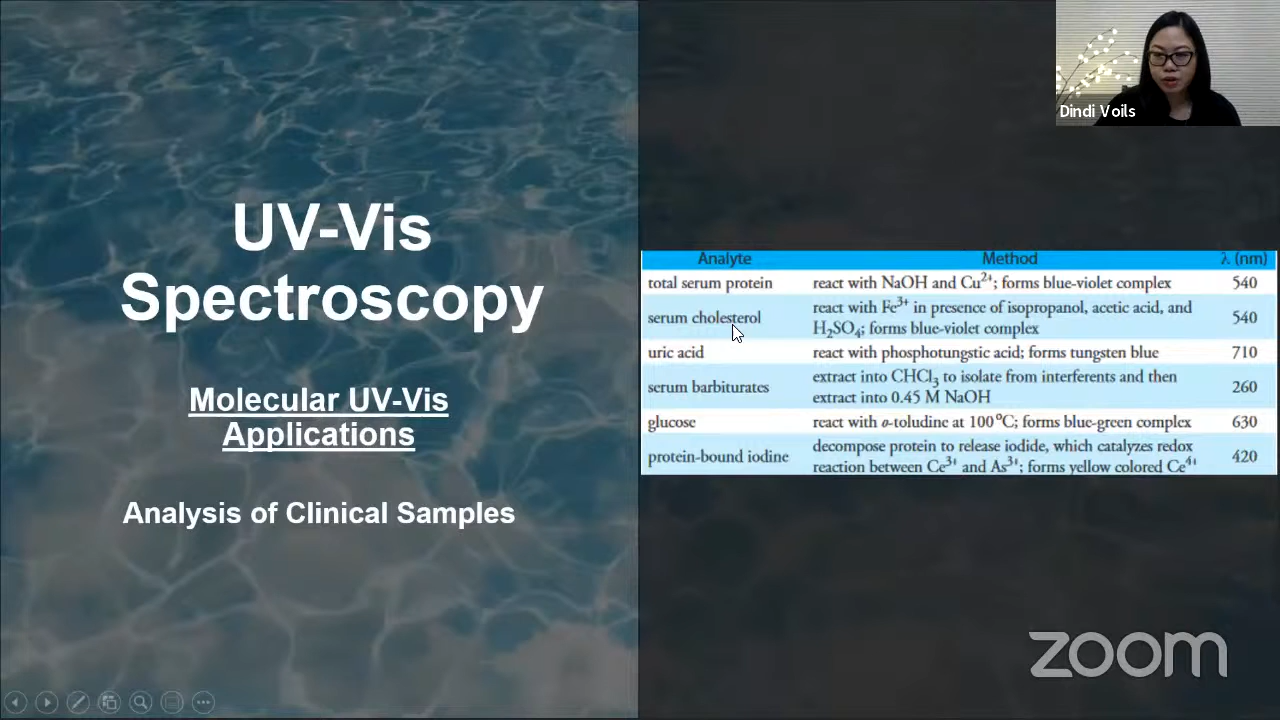 Dindi Voils
UV-Vis
Spectroscopy
Molecular UV-Vis
Applications
Analysis of Clinical Samples
Analyte Method λ (nm)
total serum protein react with NaOH and Cu²⁺; forms blue-violet complex 540
serum cholesterol react with Fe³⁺ in presence of isopropanol, acetic acid, and
H₂SO₄; forms blue-violet complex 540
uric acid react with phosphotungstic acid; forms tungsten blue 710
serum barbiturates extract into CHCl₃ to isolate from interferents and then
extract into 0.45 M NaOH 260
glucose react with o-toludine at 100°C; forms blue-green complex 630
protein-bound iodine decompose protein to release iodide, which catalyzes redox
reaction between Ce³⁺ and As³⁺; forms yellow colored Ce⁴⁺ 420
zoom